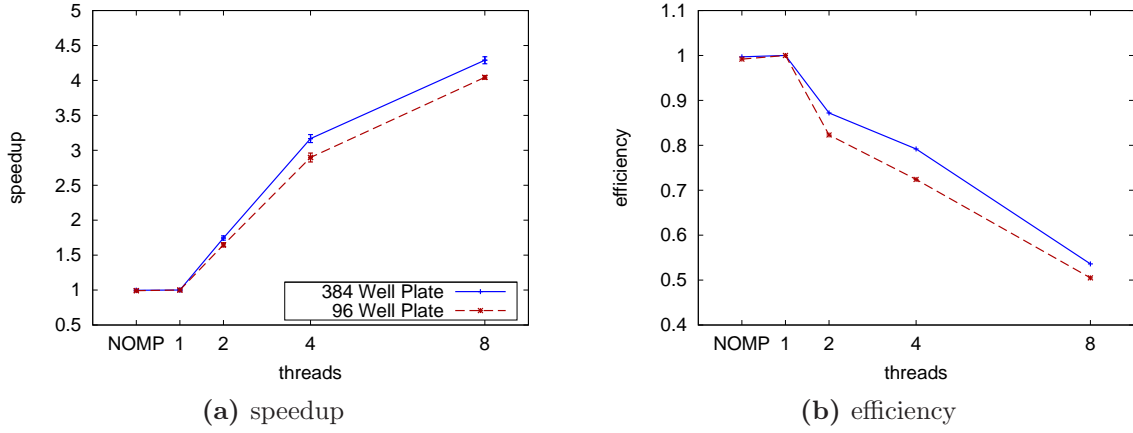 5
4.5
4
3.5
3
2.5
2
1.5
1
0.5
speedup
384 Well Plate
96 Well Plate
NOMP 1 2 4 8
threads
(a) speedup
1.1
1
0.9
0.8
0.7
0.6
0.5
0.4
efficiency
NOMP 1 2 4 8
threads
(b) efficiency